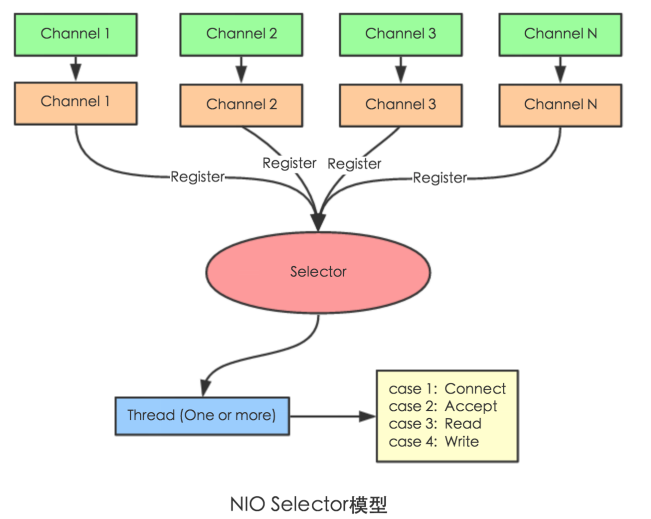 Channel 1
Channel 2
Channel 3
Channel N
Channel 1
Channel 2
Channel 3
Channel N
Register
Register
Register
Register
Selector
Thread (One or more)
case 1: Connect
case 2: Accept
case 3: Read
case 4: Write
NIO Selector模型